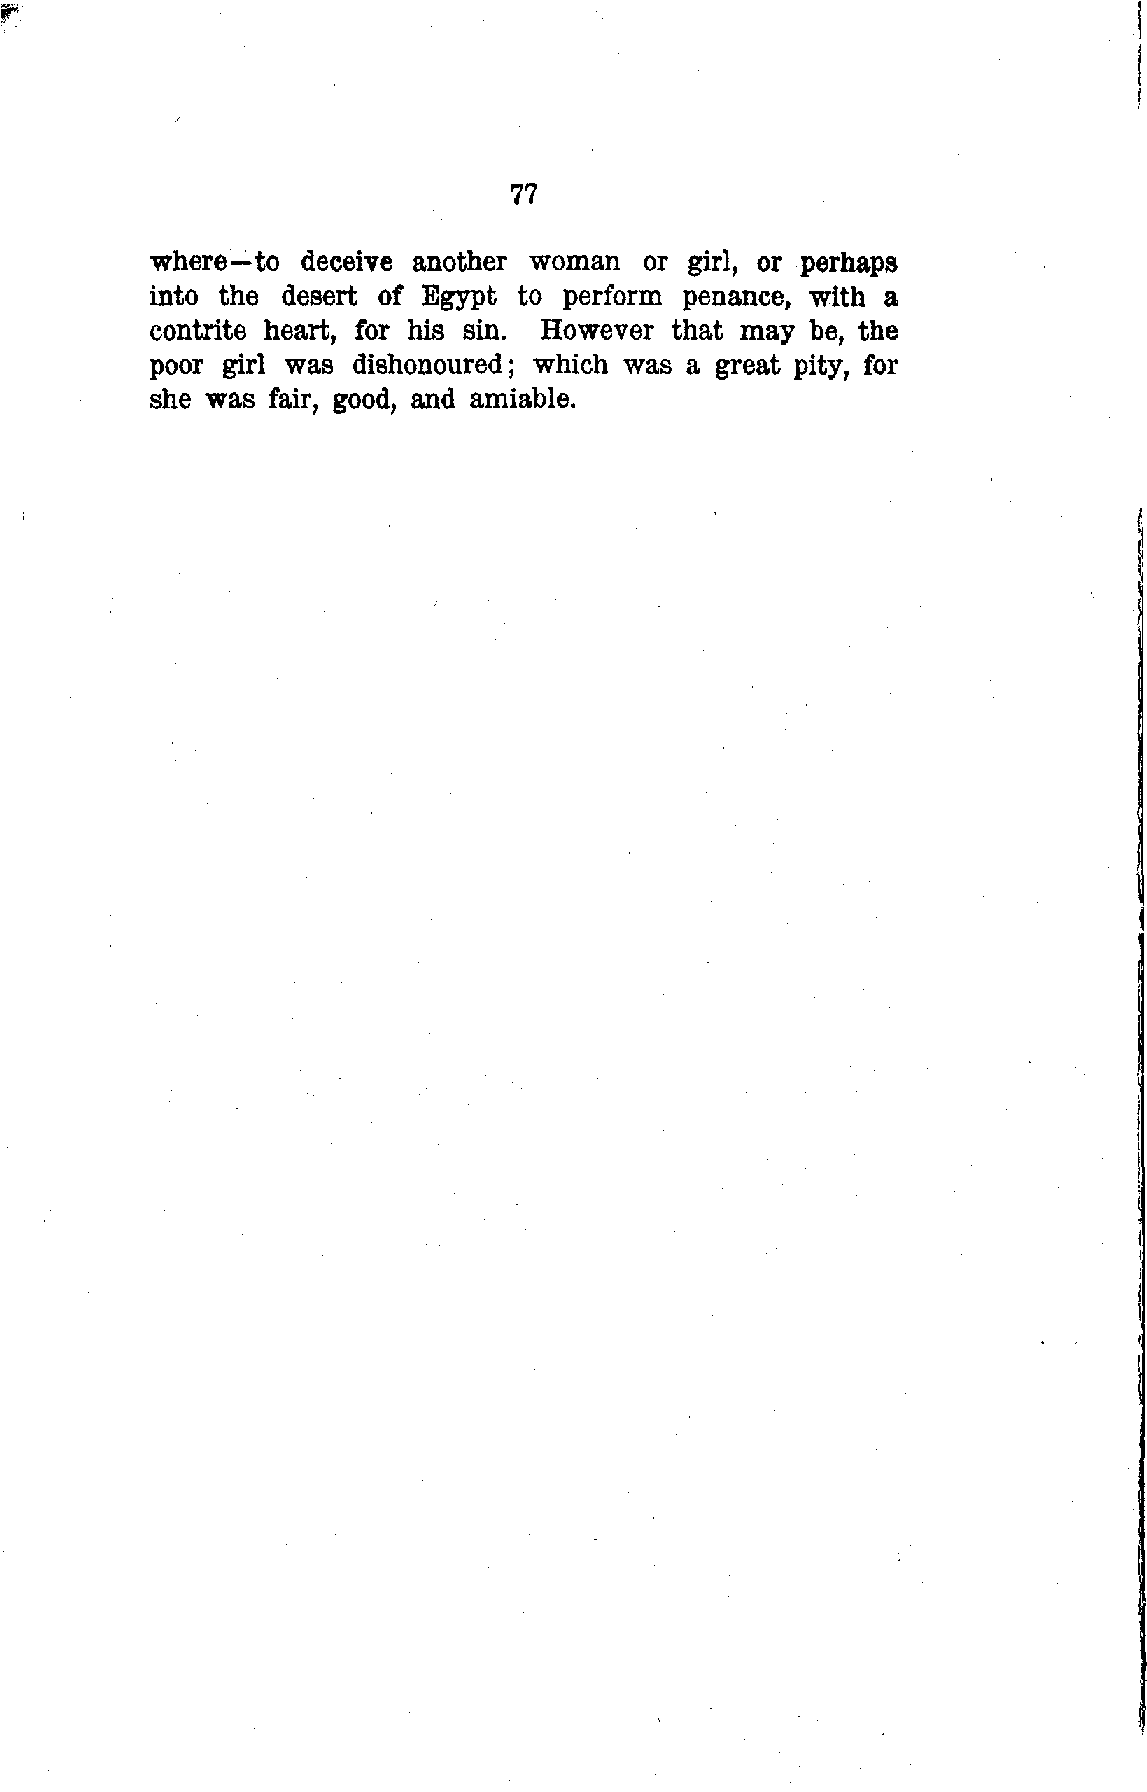 77
where—to deceive another woman or girl, or perhaps
into the desert of Egypt to perform penance, with a
contrite heart, for his sin. However that may be, the
poor girl was dishonoured; which was a great pity, for
she was fair, good, and amiable.